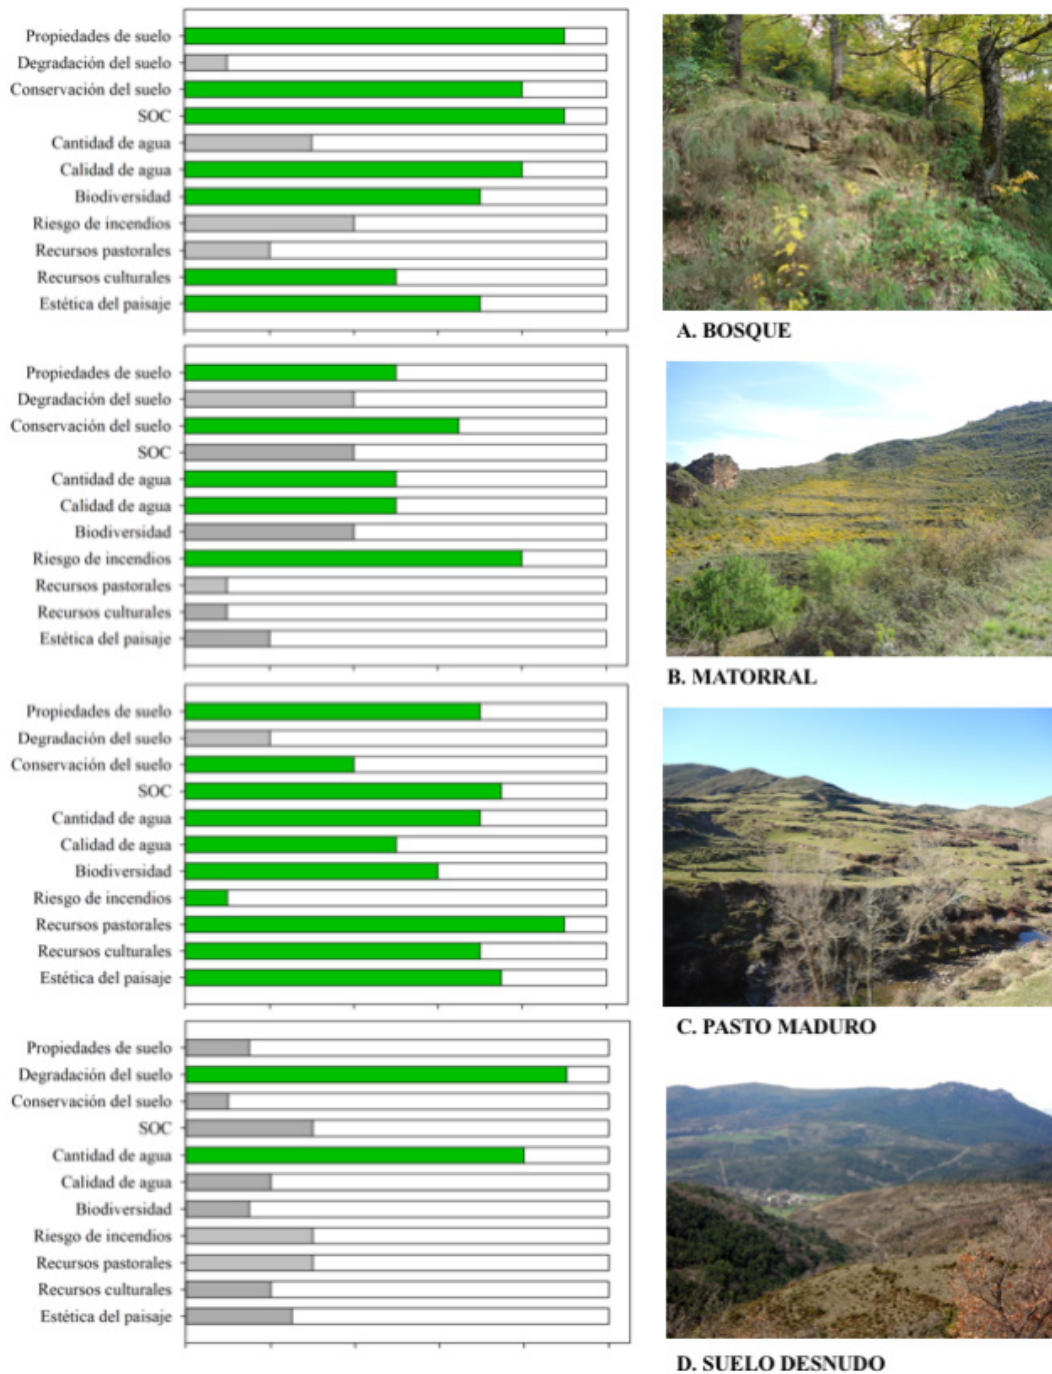 Propiedades de suelo
Degradación del suelo
Conservación del suelo
SOC
Cantidad de agua
Calidad de agua
Biodiversidad
Riesgo de incendios
Recursos pastorales
Recursos culturales
Estética del paisaje
A. BOSQUE
Propiedades de suelo
Degradación del suelo
Conservación del suelo
SOC
Cantidad de agua
Calidad de agua
Biodiversidad
Riesgo de incendios
Recursos pastorales
Recursos culturales
Estética del paisaje
B. MATORRAL
Propiedades de suelo
Degradación del suelo
Conservación del suelo
SOC
Cantidad de agua
Calidad de agua
Biodiversidad
Riesgo de incendios
Recursos pastorales
Recursos culturales
Estética del paisaje
C. PASTO MADURO
Propiedades de suelo
Degradación del suelo
Conservación del suelo
SOC
Cantidad de agua
Calidad de agua
Biodiversidad
Riesgo de incendios
Recursos pastorales
Recursos culturales
Estética del paisaje
D. SUELO DESNUDO